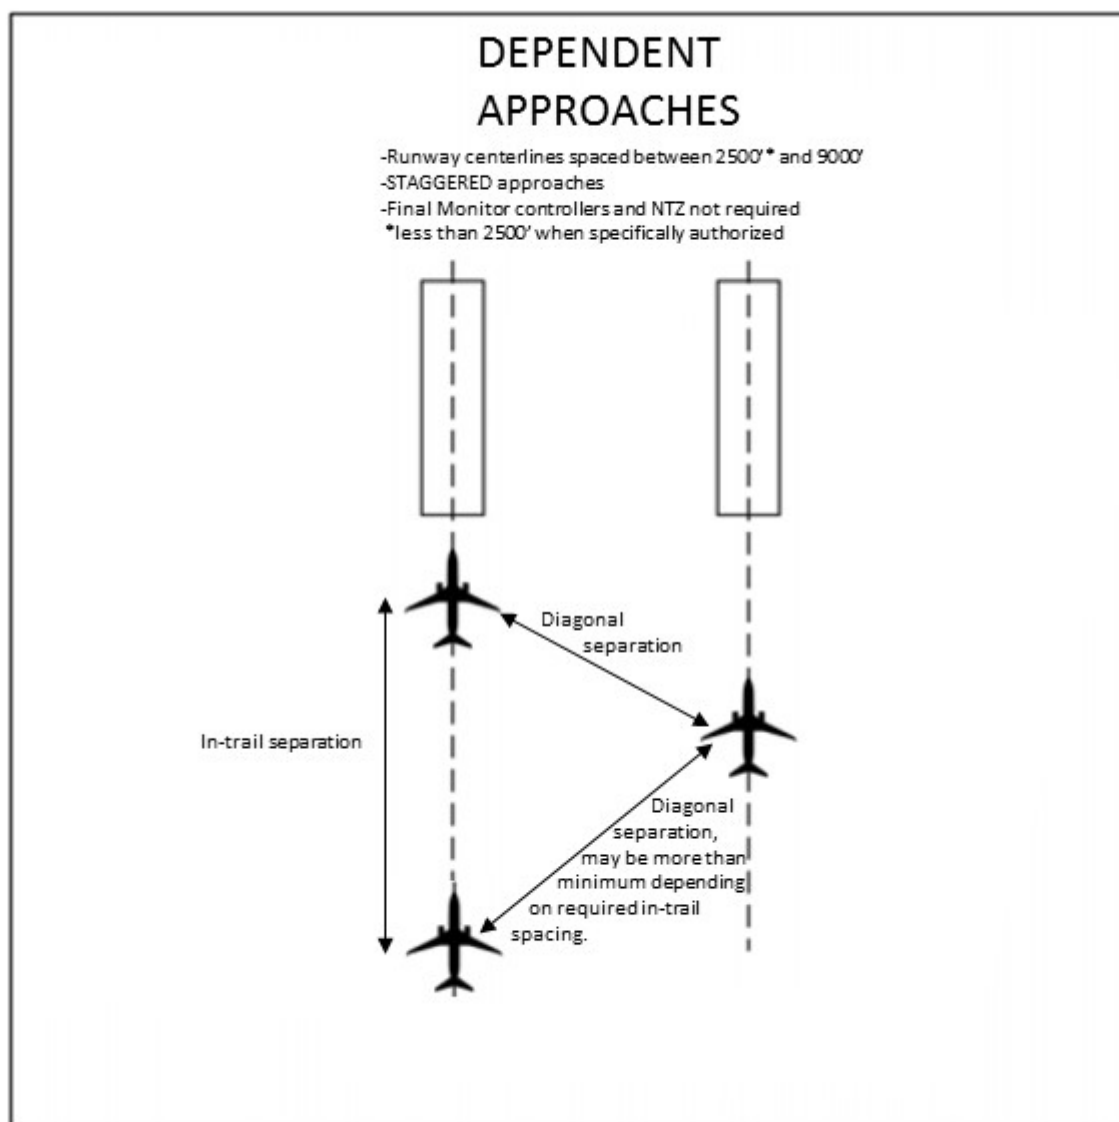 DEPENDENT
APPROACHES
-Runway centerlines spaced between 2500'* and 9000'
-STAGGERED approaches
-Final Monitor controllers and NTZ not required
*less than 2500' when specifically authorized
Diagonal
separation
In-trail separation
Diagonal
separation,
may be more than
minimum depending
on required in-trail
spacing.